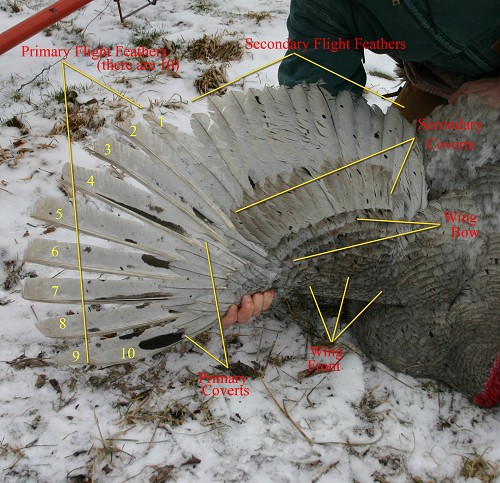 Primary Flight Feathers
(there are 10)
Secondary Flight Feathers
1
2
3
4
5
6
7
8
9
10
Secondary
Coverts
Wing
Bow
Wing
Front
Primary
Coverts